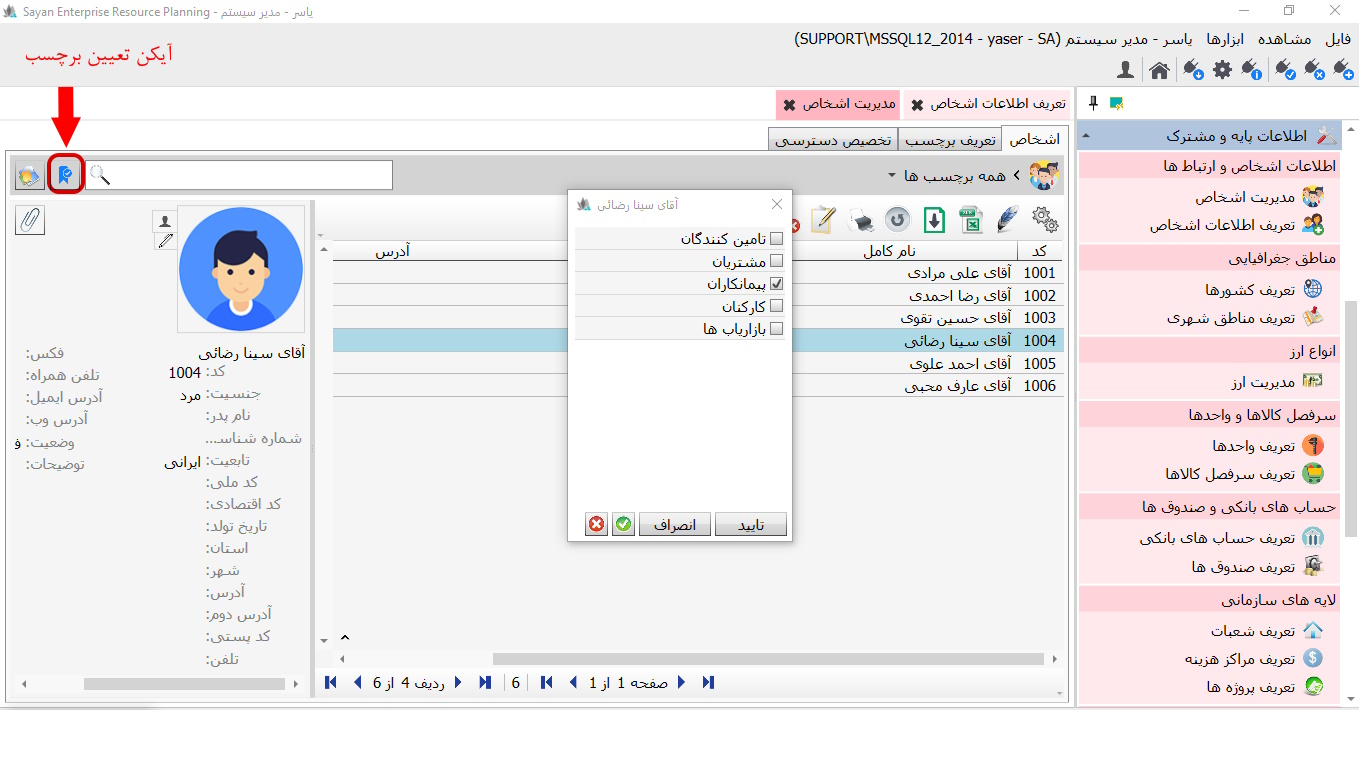 Sayan Enterprise Resource Planning - یاسر - مدیر سیستم
فایل مشاهده ابزارها یاسر - مدیر سیستم (SUPPORT\MSSQL12_2014 - yaser - SA)
آیکن تعیین برچسب
تعریف اطلاعات اشخاص
مدیریت اشخاص
اشخاص
تعریف برچسب
تخصیص دسترسی
همه برچسب ها
اطلاعات پایه و مشترک
اطلاعات اشخاص و ارتباط ها
مدیریت اشخاص
تعریف اطلاعات اشخاص
مناطق جغرافیایی
تعریف کشورها
تعریف مناطق شهری
انواع ارز
مدیریت ارز
سرفصل کالاها و واحدها
تعریف واحدها
تعریف سرفصل کالاها
حساب های بانکی و صندوق ها
تعریف حساب های بانکی
تعریف صندوق ها
لایه های سازمانی
تعریف شعبات
تعریف مراکز هزینه
تعریف پروژه ها
کد نام کامل آدرس
1001 آقای علی مرادی
1002 آقای رضا احمدی
1003 آقای حسین تقوی
1004 آقای سینا رضائی
1005 آقای احمد علوی
1006 آقای عارف محبی
صفحه 1 از 1
6
ردیف 4 از 6
آقای سینا رضائی
تامین کنندگان
مشتریان
پیمانکاران
کارکنان
بازاریاب ها
تایید
انصراف
آقای سینا رضائی
کد: 1004
جنسیت: مرد
نام پدر:
شماره شناسـ...
تابعیت: ایرانی
کد ملی:
کد اقتصادی:
تاریخ تولد:
استان:
شهر:
آدرس:
آدرس دوم:
کد پستی:
تلفن:
فکس:
تلفن همراه:
آدرس ایمیل:
آدرس وب:
وضعیت:
توضیحات: